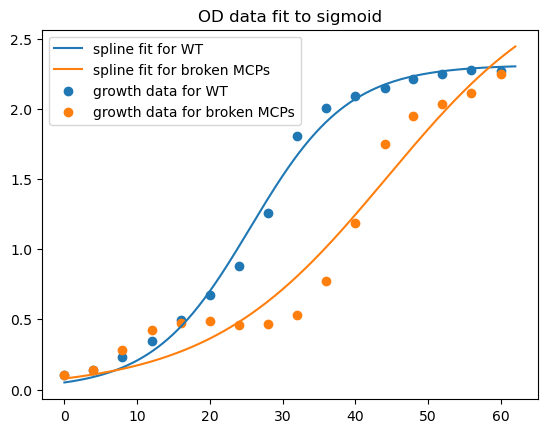 OD data fit to sigmoid
2.5
2.0
1.5
1.0
0.5
0.0
spline fit for WT
spline fit for broken MCPs
growth data for WT
growth data for broken MCPs
0 10 20 30 40 50 60